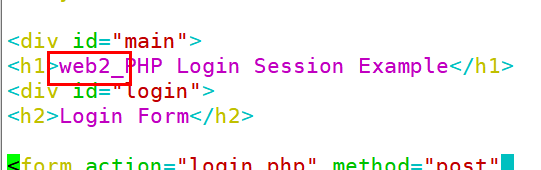 <div id="main">
<h1>web2_PHP Login Session Example</h1>
<div id="login">
<h2>Login Form</h2>
<form action="login.php" method="post"